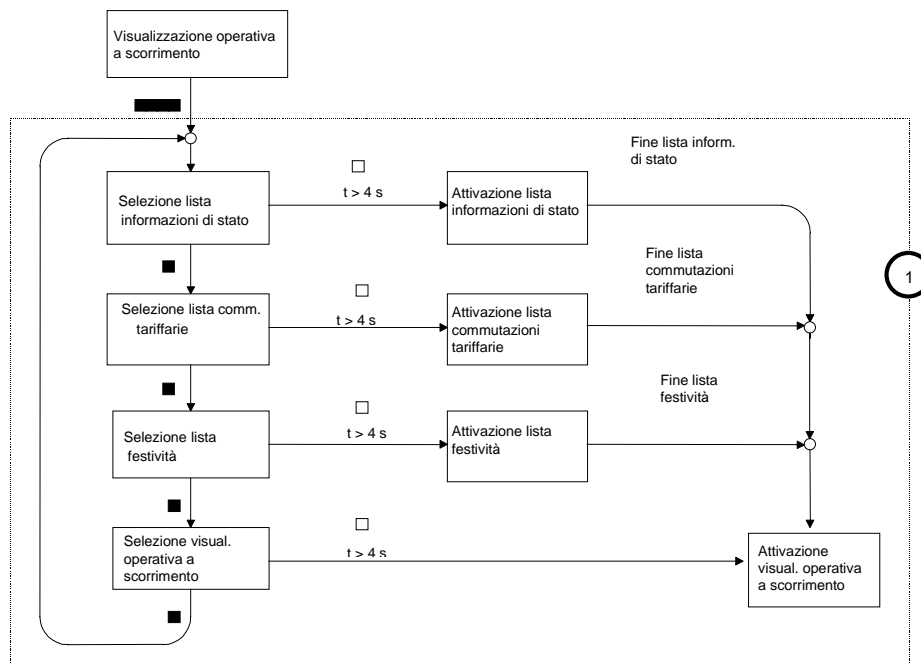 Visualizzazione operativa
a scorrimento
Fine lista inform.
di stato
Selezione lista
informazioni di stato
t > 4 s
Attivazione lista
informazioni di stato
Fine lista
commutazioni
tariffarie
1
Selezione lista comm.
tariffarie
t > 4 s
Attivazione lista
commutazioni
tariffarie
Fine lista
festività
Selezione lista
festività
t > 4 s
Attivazione lista
festività
Selezione visual.
operativa a
scorrimento
t > 4 s
Attivazione
visual. operativa
a scorrimento